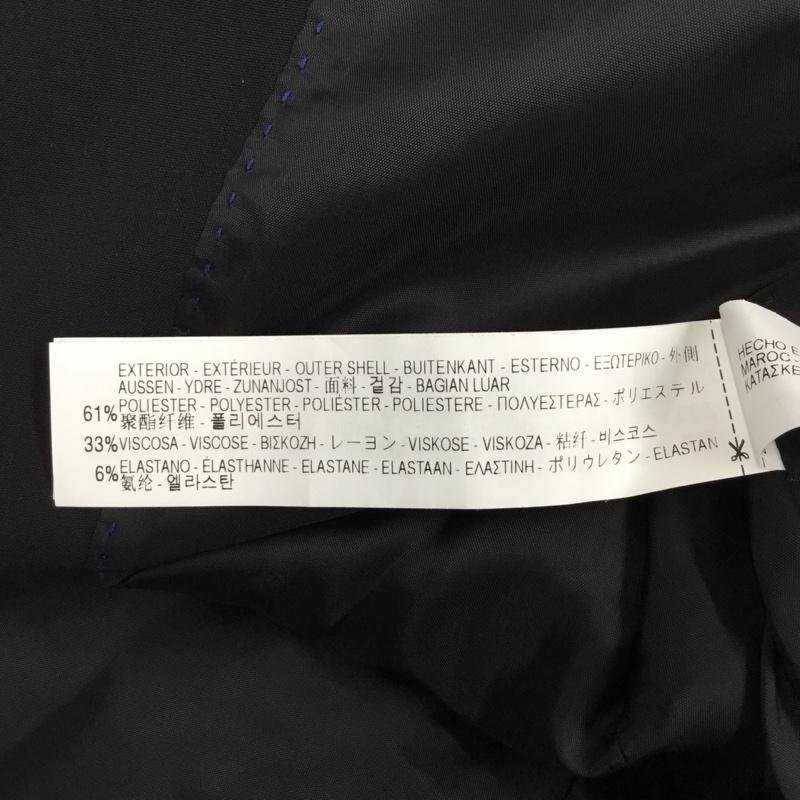 EXTERIOR - EXTÉRIEUR - OUTER SHELL - BUITENKANT - ESTERNO - ΕΞΩΤΕΡΙΚΟ - 外側
AUSSEN - YDRE - ZUNANJOST - 面料 - 겉감 - BAGIAN LUAR
61% POLIESTER - POLYESTER - POLIÉSTER - POLIESTERE - ΠΟΛΥΕΣΤΕΡΑΣ - ポリエステル
聚酯纤维 - 폴리에스터
33% VISCOSA - VISCOSE - ΒΙΣΚΟΖΗ - レーヨン - VISKOSE - VISKOZA - 粘纤 - 비스코스
6% ELASTANO - ÉLASTHANNE - ELASTANE - ELASTAAN - ΕΛΑΣΤΙΝΗ - ポリウレタン - ELASTAN
氨纶 - 엘라스탄
HECHO
MAROC